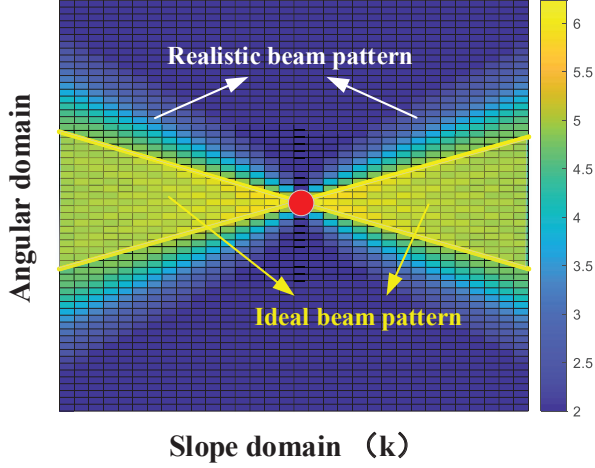 Realistic beam pattern
Ideal beam pattern
Angular domain
Slope domain （k）
6
5.5
5
4.5
4
3.5
3
2.5
2